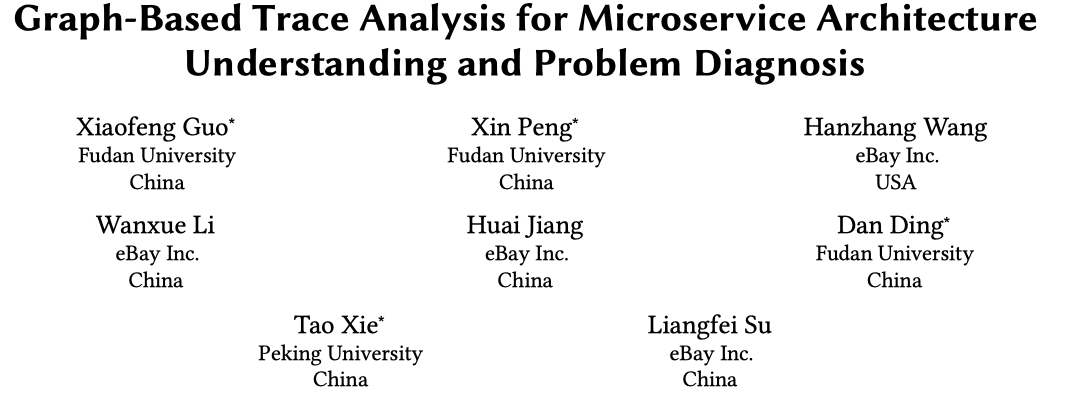 Graph-Based Trace Analysis for Microservice Architecture
Understanding and Problem Diagnosis
Xiaofeng Guo*
Fudan University
China
Xin Peng*
Fudan University
China
Hanzhang Wang
eBay Inc.
USA
Wanxue Li
eBay Inc.
China
Huai Jiang
eBay Inc.
China
Dan Ding*
Fudan University
China
Tao Xie*
Peking University
China
Liangfei Su
eBay Inc.
China